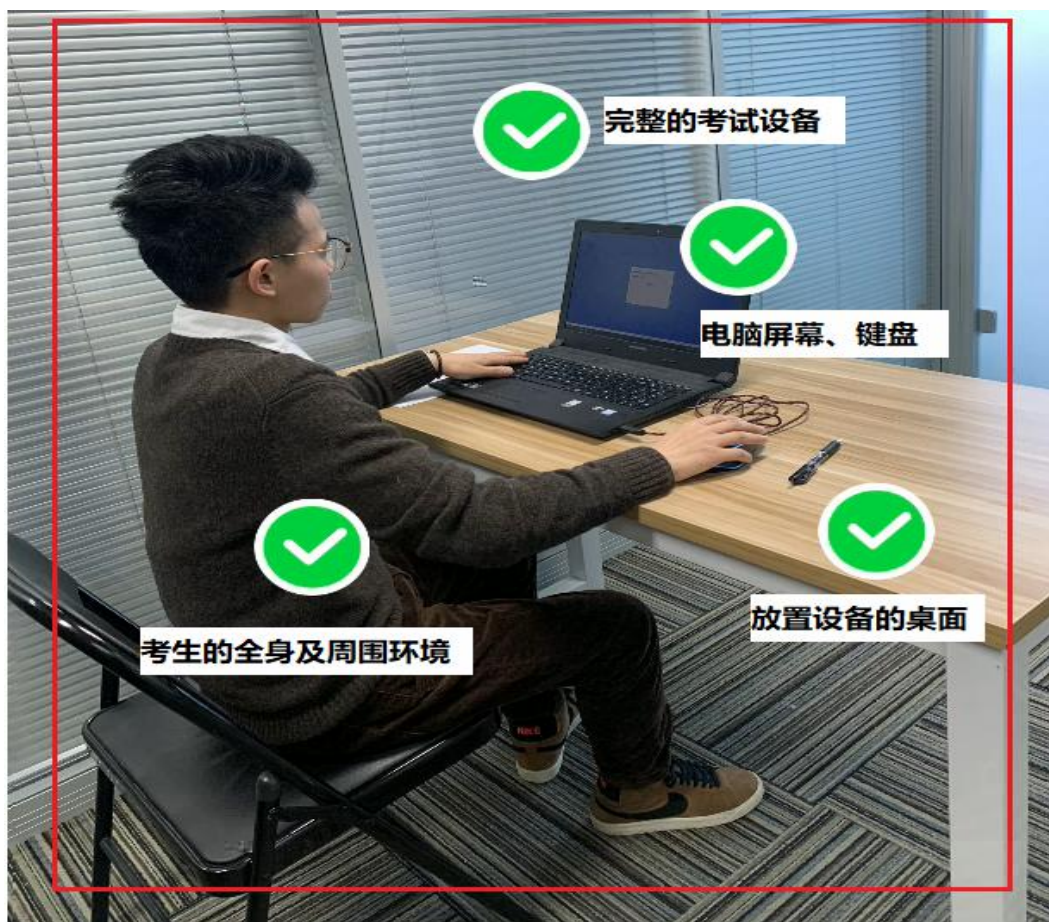 完整的考试设备
电脑屏幕、键盘
放置设备的桌面
考生的全身及周围环境